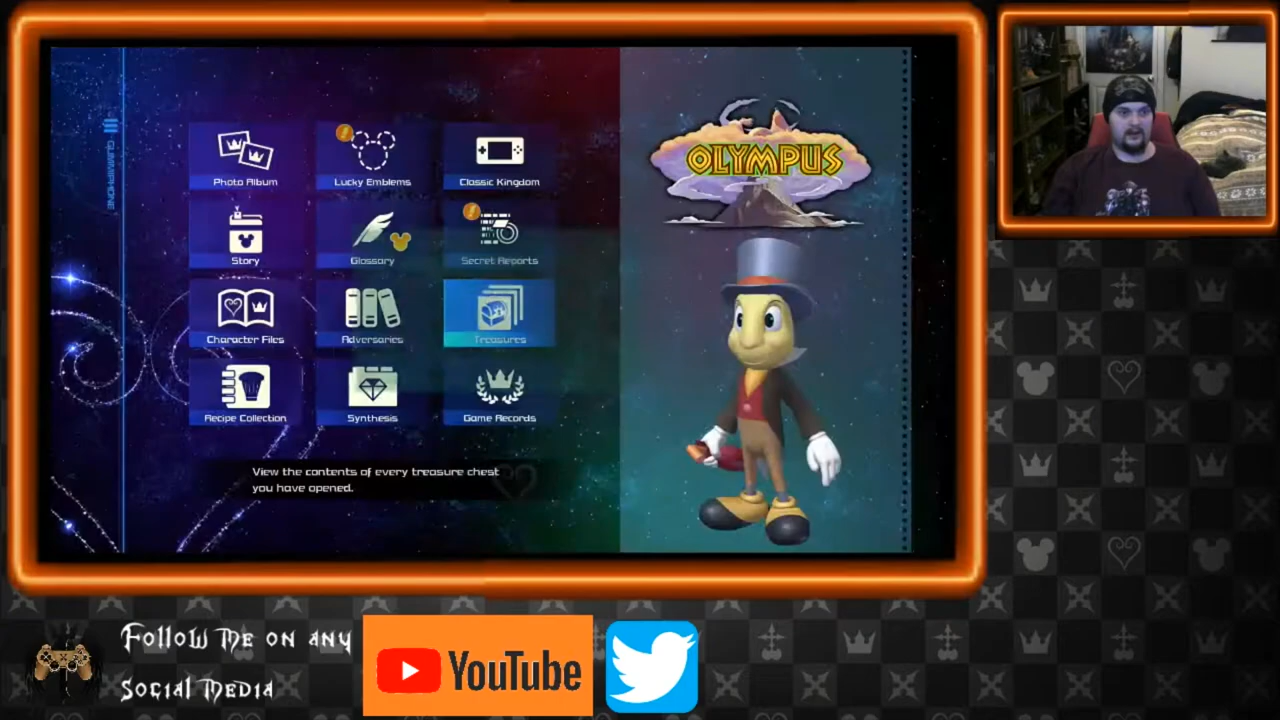 GUMMIPHONE
OLYMPUS
Photo Album
Lucky Emblems
Classic Kingdom
Story
Glossary
Secret Reports
Character Files
Adversaries
Treasures
Recipe Collection
Synthesis
Game Records
View the contents of every treasure chest
you have opened.
Follow me on any
Social Media
YouTube